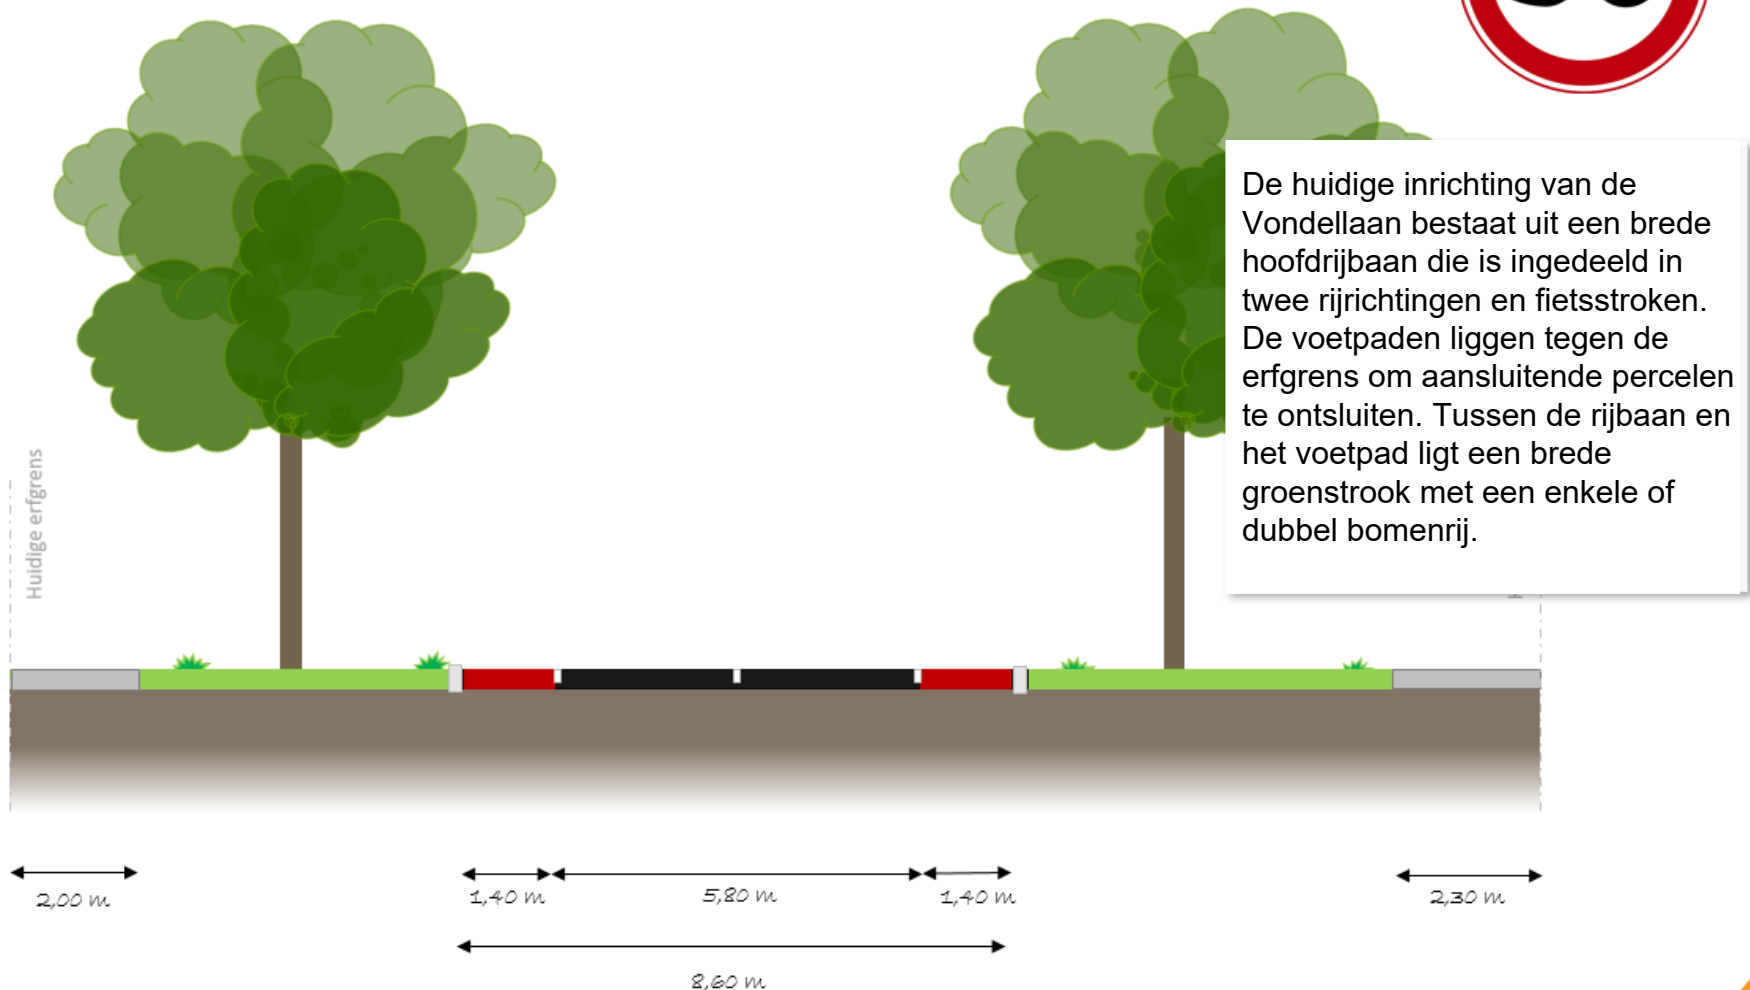 De huidige inrichting van de
Vondellaan bestaat uit een brede
hoofdrijbaan die is ingedeeld in
twee rijrichtingen en fietsstroken.
De voetpaden liggen tegen de
erfgrens om aansluitende percelen
te ontsluiten. Tussen de rijbaan en
het voetpad ligt een brede
groenstrook met een enkele of
dubbel bomenrij.
Huidige erfgrens
2,00 m
1,40 m
5,80 m
1,40 m
2,30 m
8,60 m